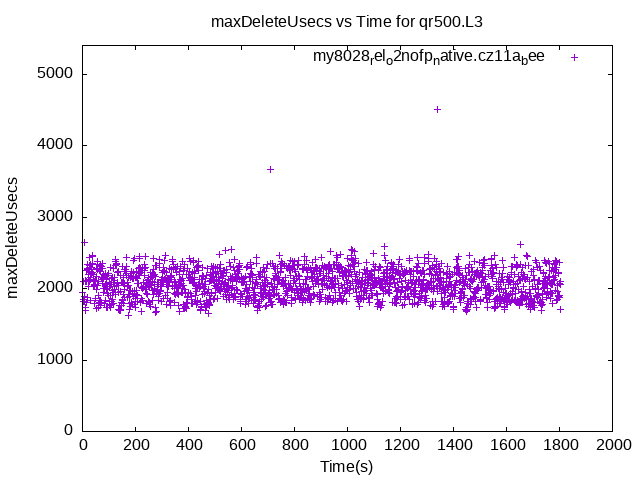 maxDeleteUsecs vs Time for qr500.L3
my8028relo2nofpnative.cz11abee
5000
4000
3000
2000
1000
0
maxDeleteUsecs
0 200 400 600 800 1000 1200 1400 1600 1800 2000
Time(s)